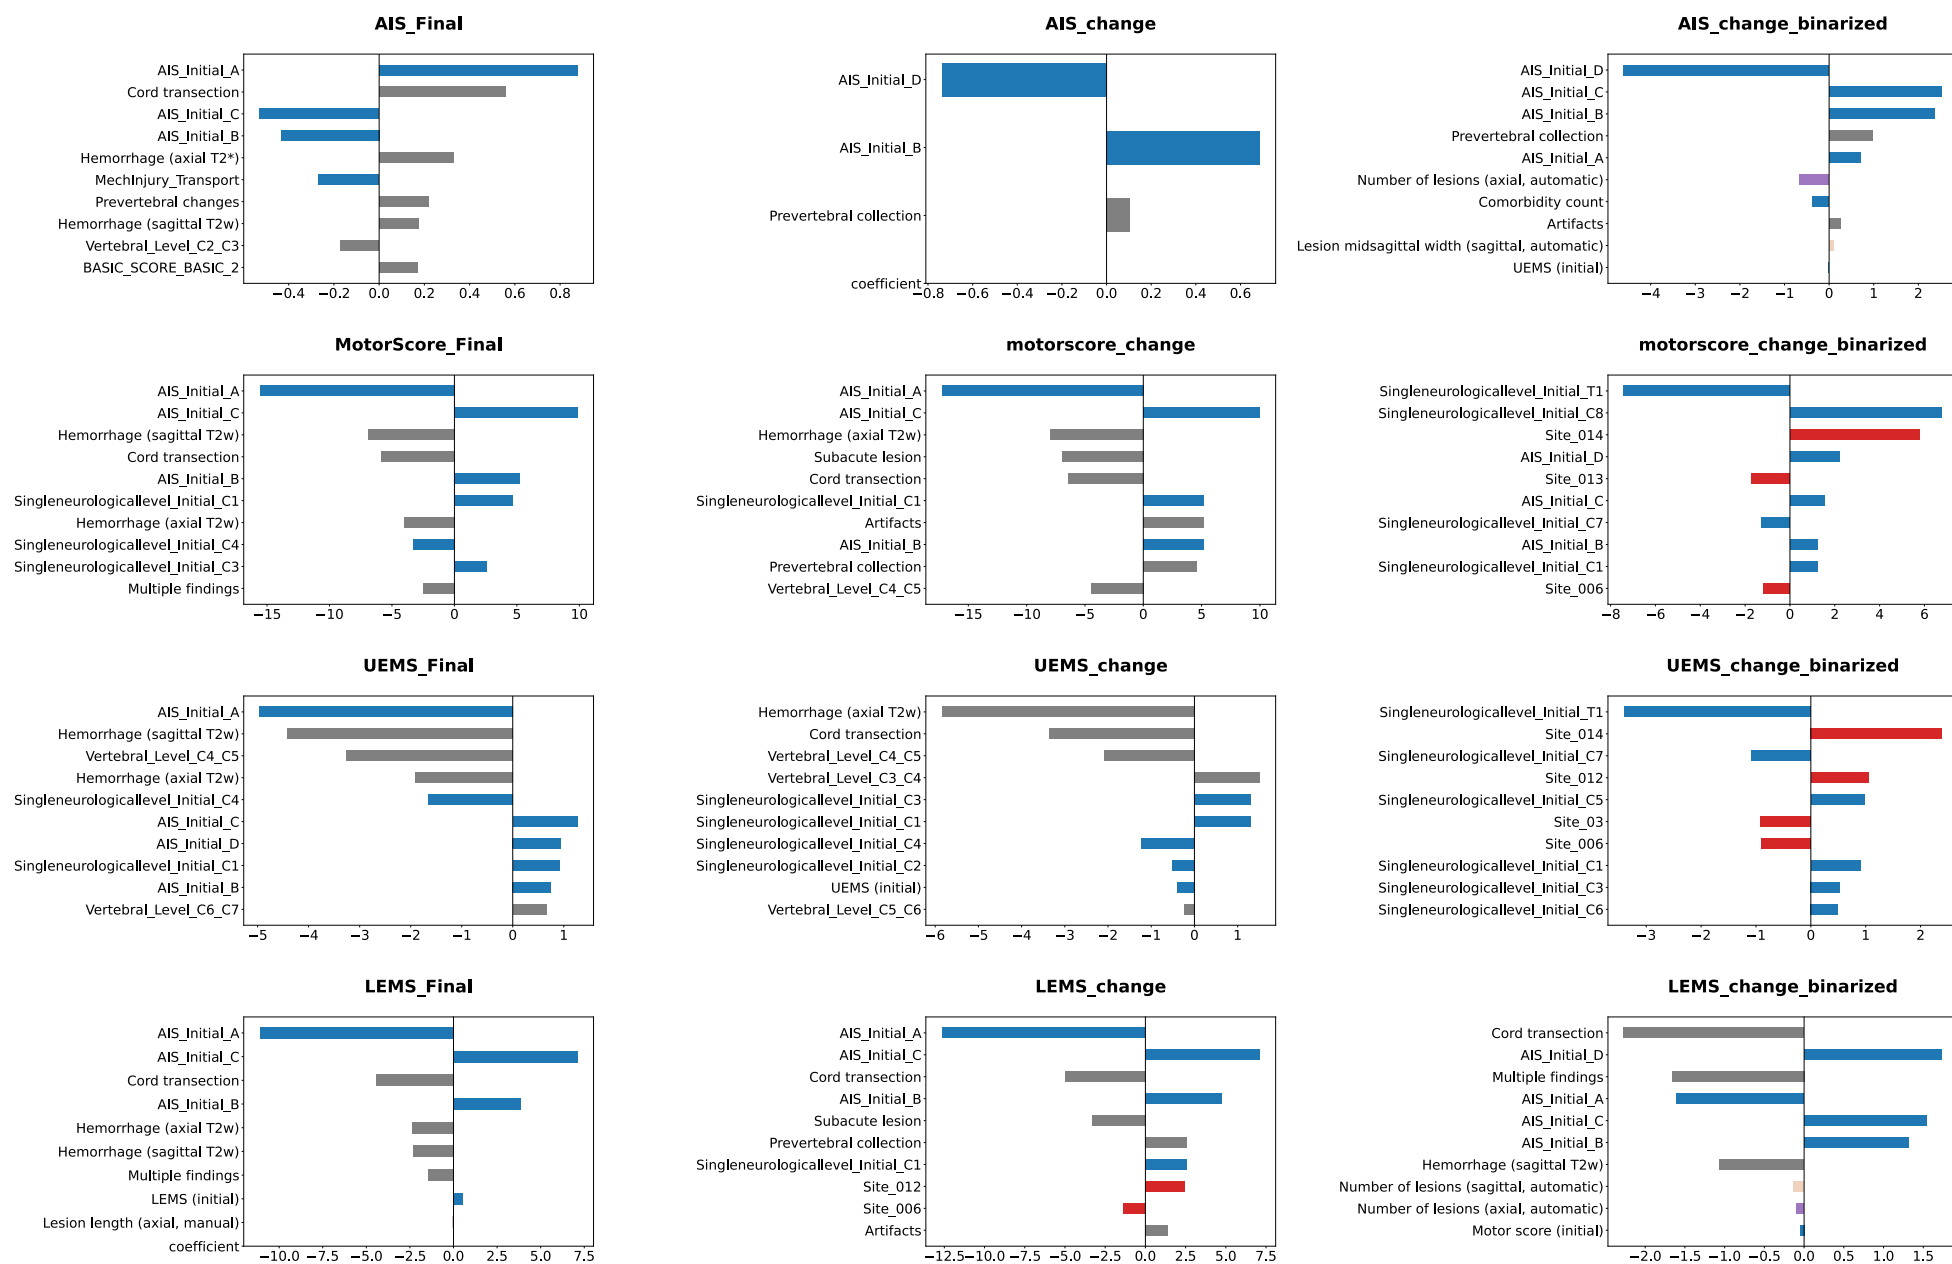 AIS_Final
AIS_Initial_A
Cord transection
AIS_Initial_C
AIS_Initial_B
Hemorrhage (axial T2*)
MechInjury_Transport
Prevertebral changes
Hemorrhage (sagittal T2w)
Vertebral_Level_C2_C3
BASIC_SCORE_BASIC_2
−0.4 −0.2 0.0 0.2 0.4 0.6 0.8
AIS_change
AIS_Initial_D
AIS_Initial_B
Prevertebral collection
coefficient
−0.8 −0.6 −0.4 −0.2 0.0 0.2 0.4 0.6
AIS_change_binarized
AIS_Initial_D
AIS_Initial_C
AIS_Initial_B
Prevertebral collection
AIS_Initial_A
Number of lesions (axial, automatic)
Comorbidity count
Artifacts
Lesion midsagittal width (sagittal, automatic)
UEMS (initial)
−4 −3 −2 −1 0 1 2
MotorScore_Final
AIS_Initial_A
AIS_Initial_C
Hemorrhage (sagittal T2w)
Cord transection
AIS_Initial_B
Singleneurologicallevel_Initial_C1
Hemorrhage (axial T2w)
Singleneurologicallevel_Initial_C4
Singleneurologicallevel_Initial_C3
Multiple findings
−15 −10 −5 0 5 10
motorscore_change
AIS_Initial_A
AIS_Initial_C
Hemorrhage (axial T2w)
Subacute lesion
Cord transection
Singleneurologicallevel_Initial_C1
Artifacts
AIS_Initial_B
Prevertebral collection
Vertebral_Level_C4_C5
−15 −10 −5 0 5 10
motorscore_change_binarized
Singleneurologicallevel_Initial_T1
Singleneurologicallevel_Initial_C8
Site_014
AIS_Initial_D
Site_013
AIS_Initial_C
Singleneurologicallevel_Initial_C7
AIS_Initial_B
Singleneurologicallevel_Initial_C1
Site_006
−8 −6 −4 −2 0 2 4 6
UEMS_Final
AIS_Initial_A
Hemorrhage (sagittal T2w)
Vertebral_Level_C4_C5
Hemorrhage (axial T2w)
Singleneurologicallevel_Initial_C4
AIS_Initial_C
AIS_Initial_D
Singleneurologicallevel_Initial_C1
AIS_Initial_B
Vertebral_Level_C6_C7
−5 −4 −3 −2 −1 0 1
UEMS_change
Hemorrhage (axial T2w)
Cord transection
Vertebral_Level_C4_C5
Vertebral_Level_C3_C4
Singleneurologicallevel_Initial_C3
Singleneurologicallevel_Initial_C1
Singleneurologicallevel_Initial_C4
Singleneurologicallevel_Initial_C2
UEMS (initial)
Vertebral_Level_C5_C6
−6 −5 −4 −3 −2 −1 0 1
UEMS_change_binarized
Singleneurologicallevel_Initial_T1
Site_014
Singleneurologicallevel_Initial_C7
Site_012
Singleneurologicallevel_Initial_C5
Site_03
Site_006
Singleneurologicallevel_Initial_C1
Singleneurologicallevel_Initial_C3
Singleneurologicallevel_Initial_C6
−3 −2 −1 0 1 2
LEMS_Final
AIS_Initial_A
AIS_Initial_C
Cord transection
AIS_Initial_B
Hemorrhage (axial T2w)
Hemorrhage (sagittal T2w)
Multiple findings
LEMS (initial)
Lesion length (axial, manual)
coefficient
−10.0 −7.5 −5.0 −2.5 0.0 2.5 5.0 7.5
LEMS_change
AIS_Initial_A
AIS_Initial_C
Cord transection
AIS_Initial_B
Subacute lesion
Prevertebral collection
Singleneurologicallevel_Initial_C1
Site_012
Site_006
Artifacts
−12.5 −10.0 −7.5 −5.0 −2.5 0.0 2.5 5.0 7.5
LEMS_change_binarized
Cord transection
AIS_Initial_D
Multiple findings
AIS_Initial_A
AIS_Initial_C
AIS_Initial_B
Hemorrhage (sagittal T2w)
Number of lesions (sagittal, automatic)
Number of lesions (axial, automatic)
Motor score (initial)
−2.0 −1.5 −1.0 −0.5 0.0 0.5 1.0 1.5